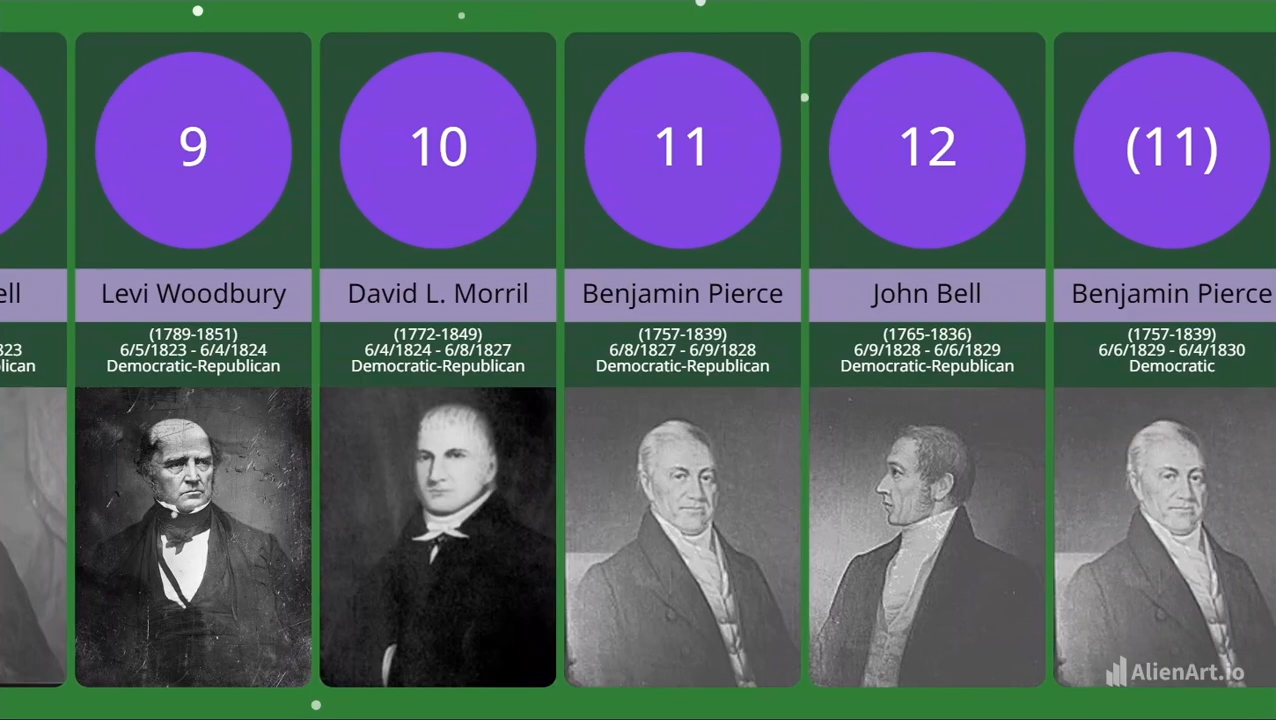 9
10
11
12
(11)
ell
Levi Woodbury
David L. Morril
Benjamin Pierce
John Bell
Benjamin Pierce
823
lican
(1789-1851)
6/5/1823 - 6/4/1824
Democratic-Republican
(1772-1849)
6/4/1824 - 6/8/1827
Democratic-Republican
(1757-1839)
6/8/1827 - 6/9/1828
Democratic-Republican
(1765-1836)
6/9/1828 - 6/6/1829
Democratic-Republican
(1757-1839)
6/6/1829 - 6/4/1830
Democratic
AlienArt.io